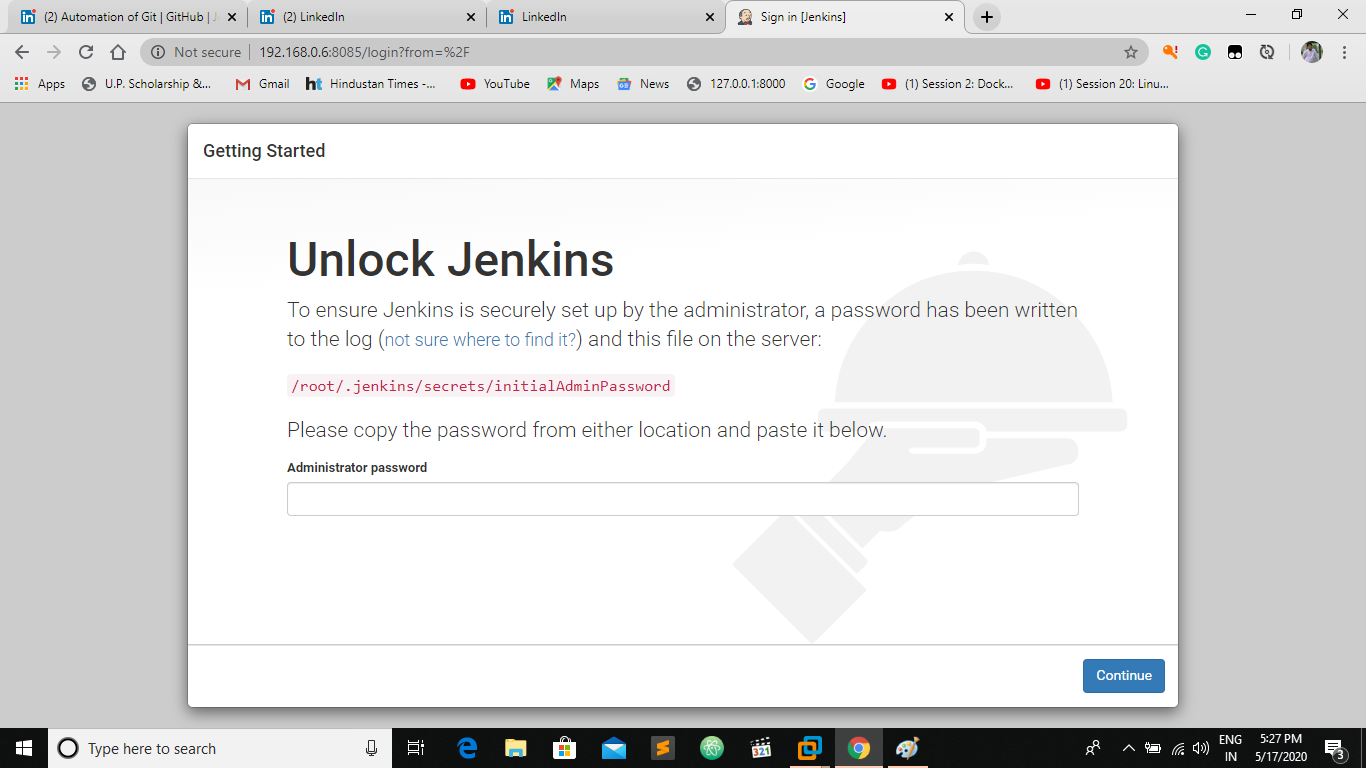 (2) Automation of Git | GitHub |
(2) LinkedIn
LinkedIn
Sign in [Jenkins]
Not secure
192.168.0.6:8085/login?from=%2F
Apps
U.P. Scholarship &...
Gmail
ht
Hindustan Times -...
YouTube
Maps
News
127.0.0.1:8000
Google
(1) Session 2: Dock...
(1) Session 20: Linu...
Getting Started
Unlock Jenkins
To ensure Jenkins is securely set up by the administrator, a password has been written
to the log (not sure where to find it?) and this file on the server:
/root/.jenkins/secrets/initialAdminPassword
Please copy the password from either location and paste it below.
Administrator password
Continue
Type here to search
321
ENG
IN
5:27 PM
5/17/2020
3